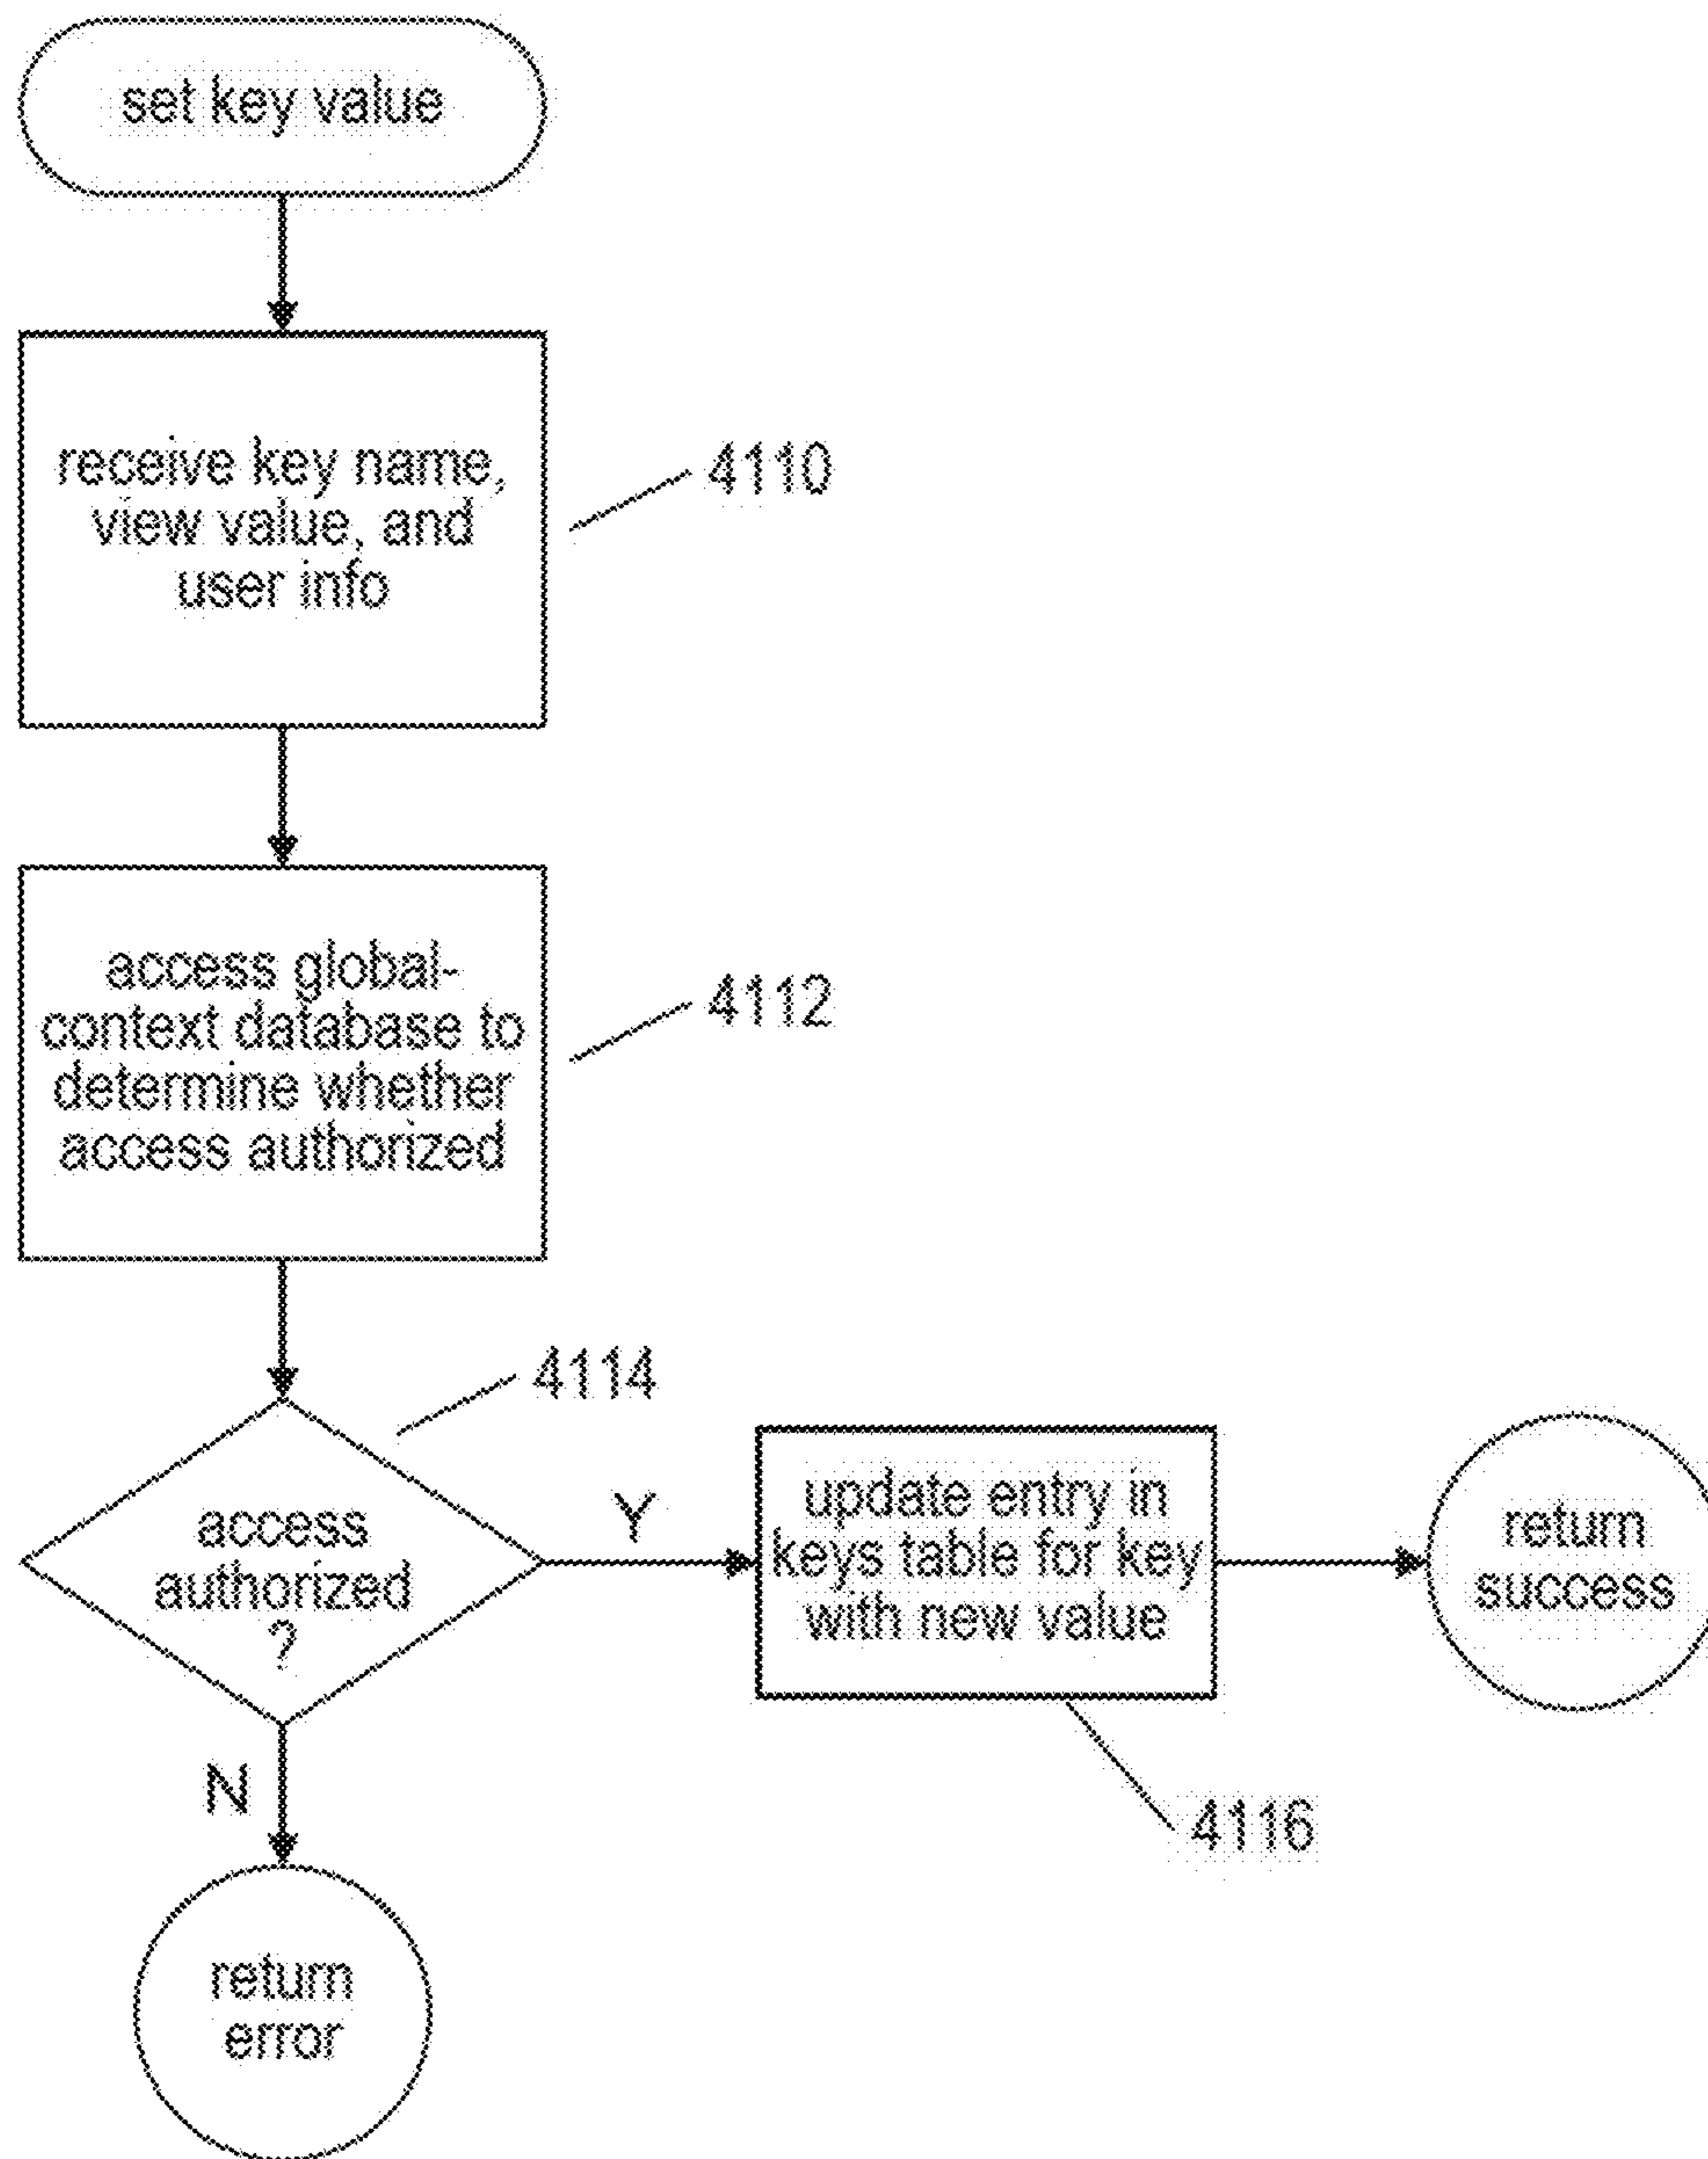 set key value
receive key name,
view value, and
user info
4110
access global-
context database to
determine whether
access authorized
4112
4114
access
authorized
?
Y
update entry in
keys table for key
with new value
4116
return
success
N
return
error